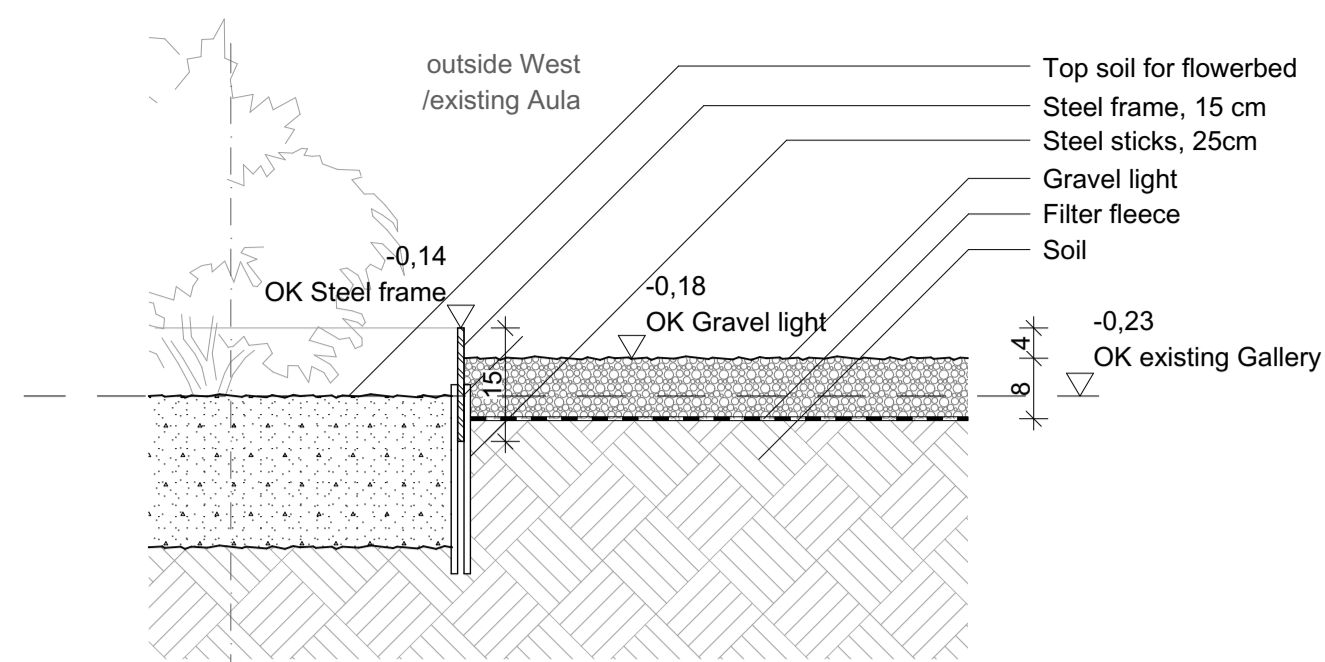 outside West
/existing Aula
Top soil for flowerbed
Steel frame, 15 cm
Steel sticks, 25cm
Gravel light
Filter fleece
Soil
-0,14
OK Steel frame
-0,18
OK Gravel light
-0,23
OK existing Gallery
15
4
8